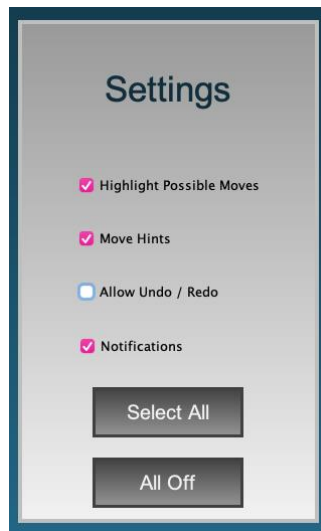 Settings
Highlight Possible Moves
Move Hints
Allow Undo / Redo
Notifications
Select All
All Off